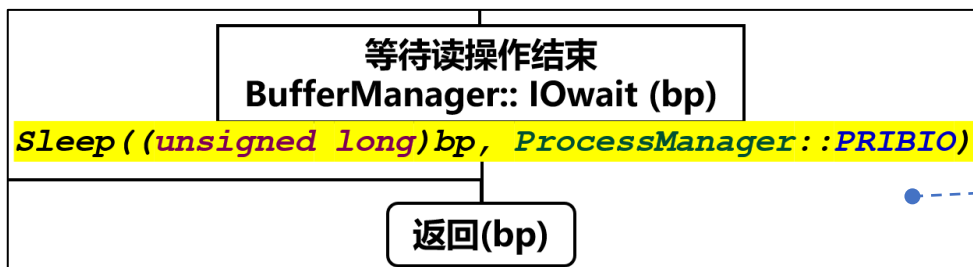 等待读操作结束
BufferManager:: IOwait (bp)
Sleep((unsigned long)bp, ProcessManager::PRIBIO)
返回(bp)